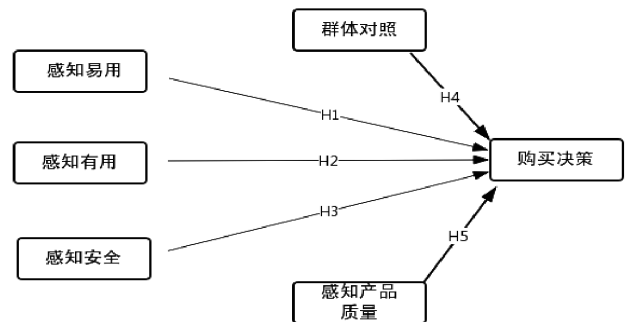 群体对照
感知易用
H4
H1
感知有用
H2
购买决策
H3
感知安全
H5
感知产品
质量